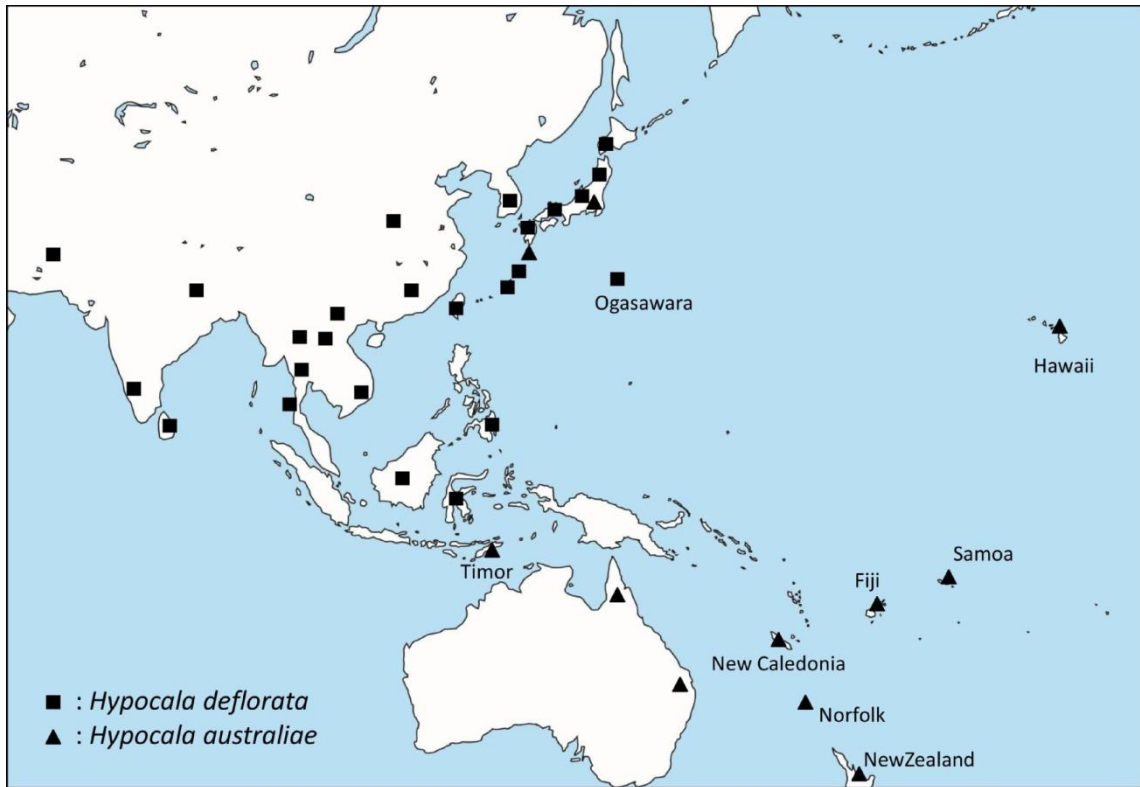 Ogasawara
Hawaii
Timor
Samoa
Fiji
New Caledonia
Norfolk
NewZealand
■ : Hypocala deflorata
▲ : Hypocala australiae